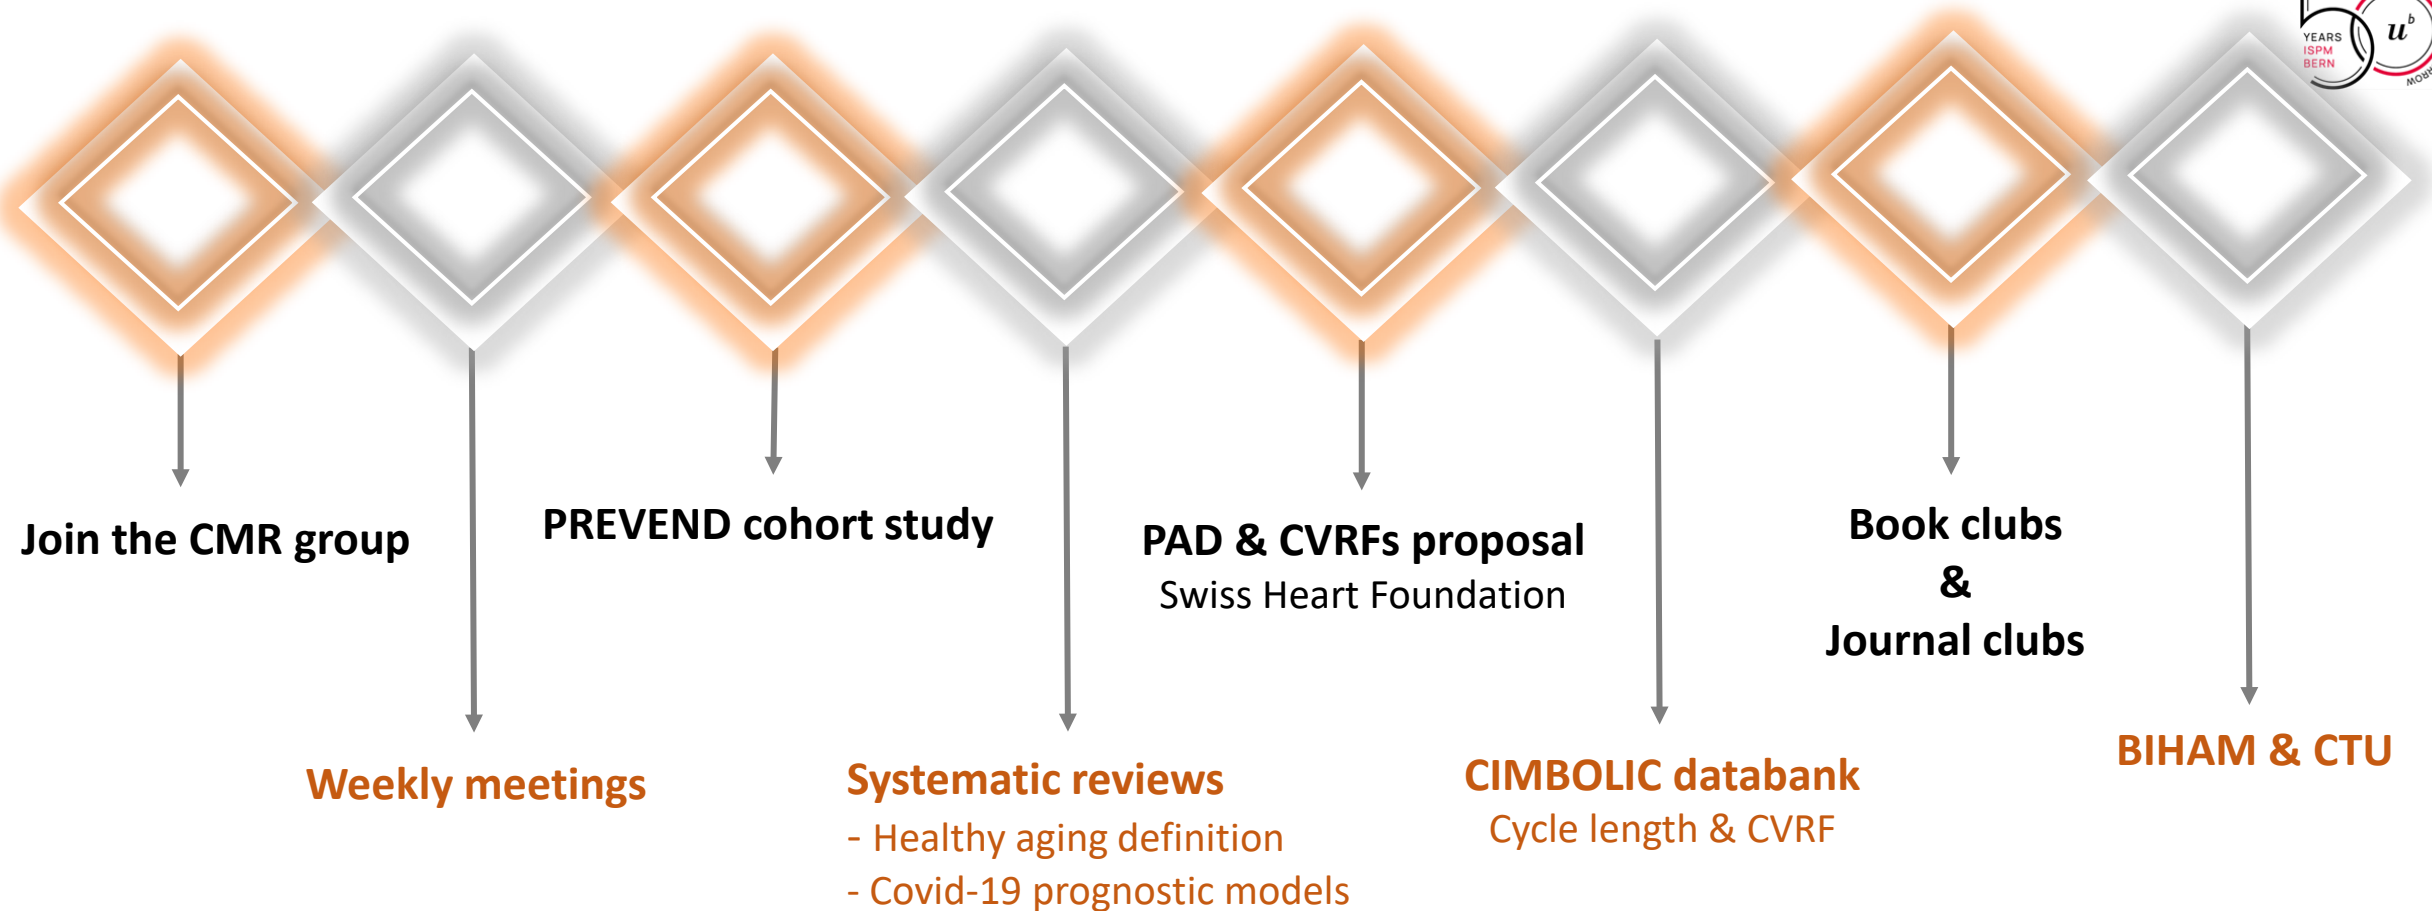 YEARS
ISPM
BERN
u^b
Join the CMR group
Weekly meetings
PREVEND cohort study
Systematic reviews
- Healthy aging definition
- Covid-19 prognostic models
PAD & CVRFs proposal
Swiss Heart Foundation
CIMBOLIC databank
Cycle length & CVRF
Book clubs
&
Journal clubs
BIHAM & CTU